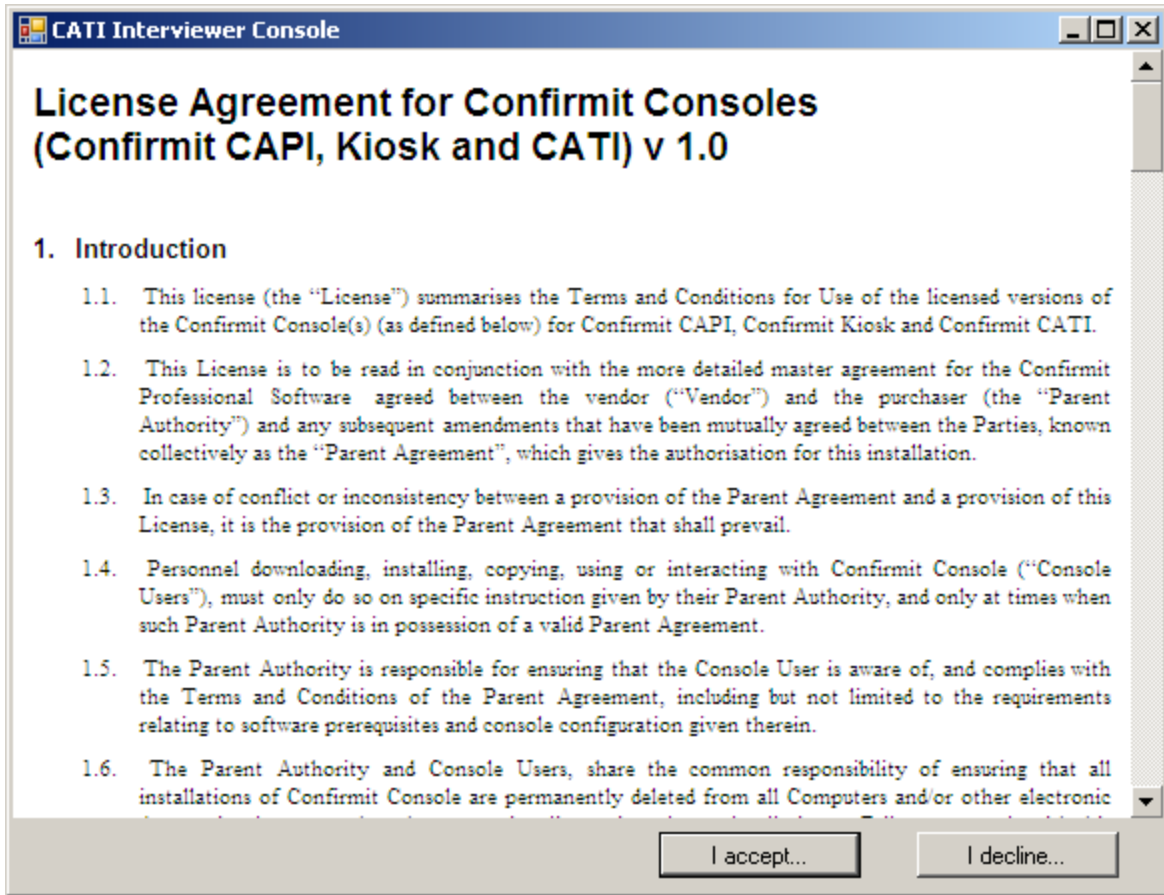 CATI Interviewer Console
License Agreement for Confirmit Consoles
(Confirmit CAPI, Kiosk and CATI) v 1.0
1. Introduction
1.1. This license (the “License”) summarises the Terms and Conditions for Use of the licensed versions of
the Confirmit Console(s) (as defined below) for Confirmit CAPI, Confirmit Kiosk and Confirmit CATI.
1.2. This License is to be read in conjunction with the more detailed master agreement for the Confirmit
Professional Software agreed between the vendor (“Vendor”) and the purchaser (the “Parent
Authority”) and any subsequent amendments that have been mutually agreed between the Parties, known
collectively as the “Parent Agreement”, which gives the authorisation for this installation.
1.3. In case of conflict or inconsistency between a provision of the Parent Agreement and a provision of this
License, it is the provision of the Parent Agreement that shall prevail.
1.4. Personnel downloading, installing, copying, using or interacting with Confirmit Console (“Console
Users”), must only do so on specific instruction given by their Parent Authority, and only at times when
such Parent Authority is in possession of a valid Parent Agreement.
1.5. The Parent Authority is responsible for ensuring that the Console User is aware of, and complies with
the Terms and Conditions of the Parent Agreement, including but not limited to the requirements
relating to software prerequisites and console configuration given therein.
1.6. The Parent Authority and Console Users, share the common responsibility of ensuring that all
installations of Confirmit Console are permanently deleted from all Computers and/or other electronic
I accept...
I decline...